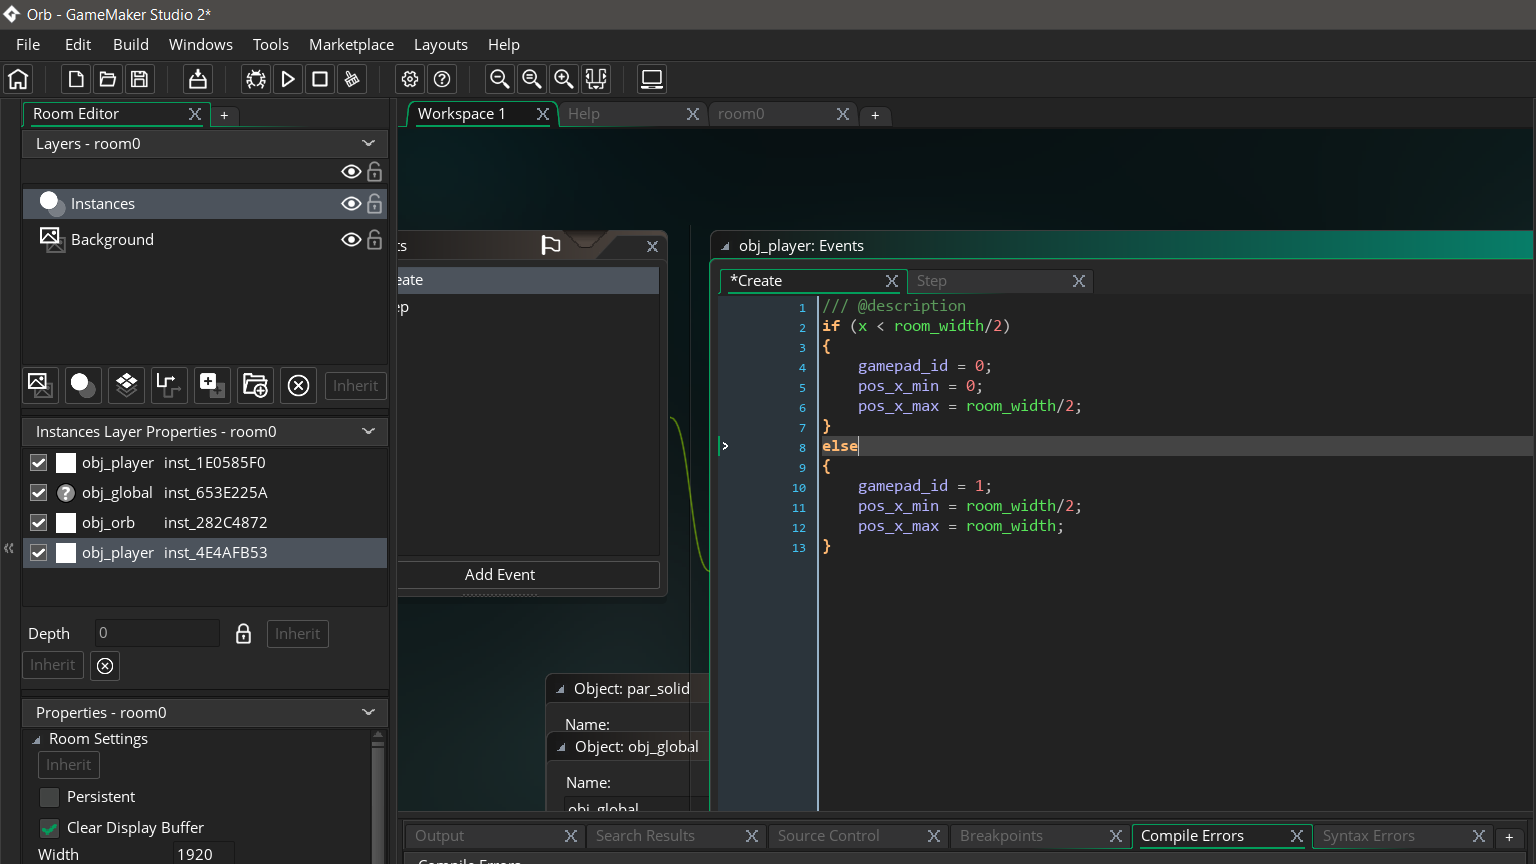 Orb - GameMaker Studio 2*
File Edit Build Windows Tools Marketplace Layouts Help
Room Editor
+
Workspace 1
Help
room0
+
Layers - room0
Instances
Background
Inherit
Instances Layer Properties - room0
obj_player inst_1E0585F0
obj_global inst_653E225A
obj_orb inst_282C4872
obj_player inst_4E4AFB53
Depth 0 Inherit
Inherit
Properties - room0
Room Settings
Inherit
Persistent
Clear Display Buffer
Width 1920
ts
eate
ep
Add Event
Object: par_solid
Name:
Object: obj_global
Name:
obj_global
obj_player: Events
*Create
Step
1 /// @description
2 if (x < room_width/2)
3 {
4 gamepad_id = 0;
5 pos_x_min = 0;
6 pos_x_max = room_width/2;
7 }
8 else
9 {
10 gamepad_id = 1;
11 pos_x_min = room_width/2;
12 pos_x_max = room_width;
13 }
Output Search Results Source Control Breakpoints Compile Errors Syntax Errors +
Compile Errors